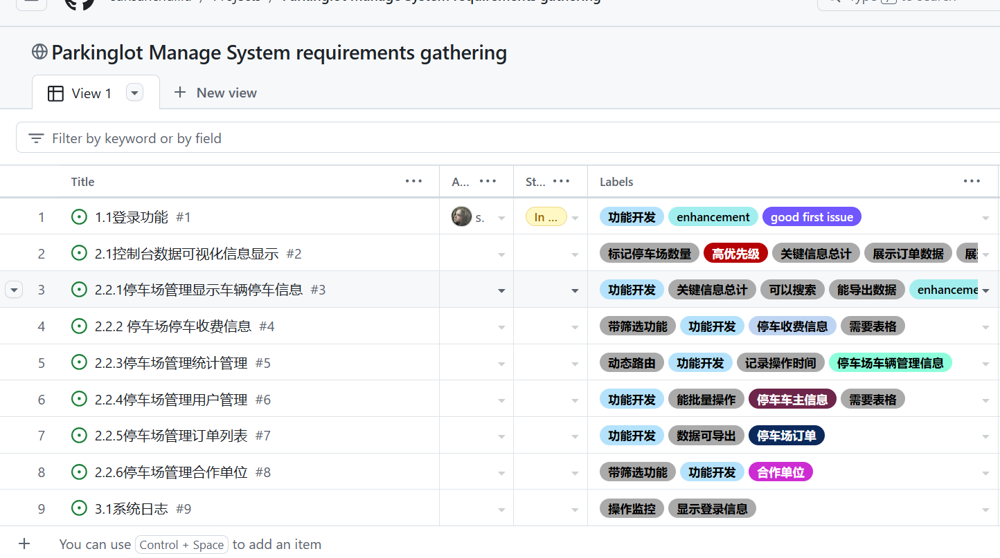 Parkinglot Manage System requirements gathering
Parkinglot Manage System requirements gathering
View 1
New view
Filter by keyword or by field
Title A... St... Labels
1 1.1登录功能 #1 s. In ... 功能开发 enhancement good first issue
2 2.1控制台数据可视化信息显示 #2 标记停车场数量 高优先级 关键信息总计 展示订单数据 展
3 2.2.1停车场管理显示车辆停车信息 #3 功能开发 关键信息总计 可以搜索 能导出数据 enhanceme
4 2.2.2 停车场停车收费信息 #4 带筛选功能 功能开发 停车收费信息 需要表格
5 2.2.3停车场管理统计管理 #5 动态路由 功能开发 记录操作时间 停车场车辆管理信息
6 2.2.4停车场管理用户管理 #6 功能开发 能批量操作 停车车主信息 需要表格
7 2.2.5停车场管理订单列表 #7 功能开发 数据可导出 停车场订单
8 2.2.6停车场管理合作单位 #8 带筛选功能 功能开发 合作单位
9 3.1系统日志 #9 操作监控 显示登录信息
You can use Control + Space to add an item